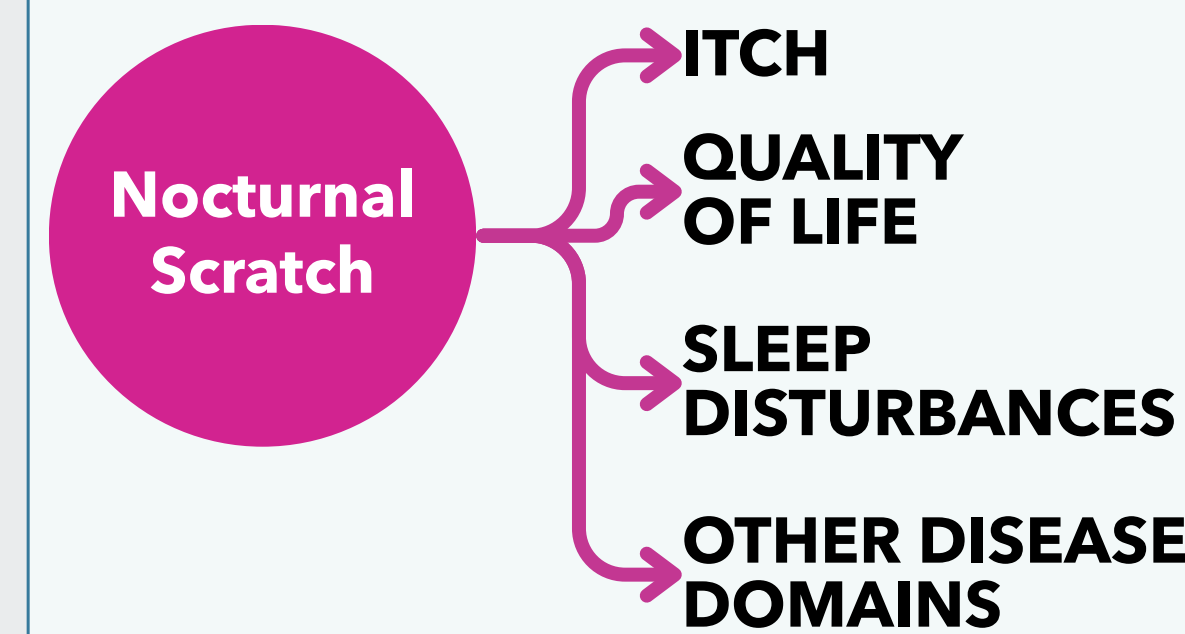 Nocturnal
Scratch
ITCH
QUALITY
OF LIFE
SLEEP
DISTURBANCES
OTHER DISEASE
DOMAINS